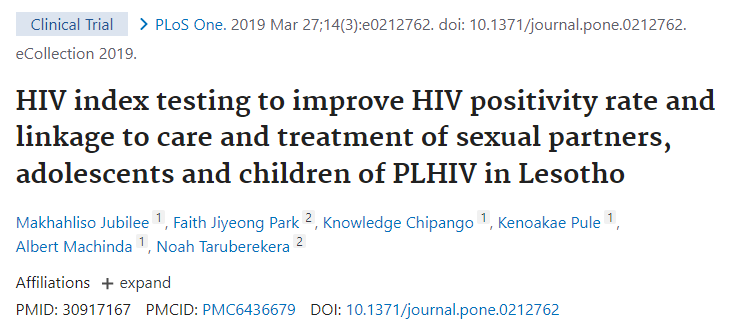 Clinical Trial > PLoS One. 2019 Mar 27;14(3):e0212762. doi: 10.1371/journal.pone.0212762.
eCollection 2019.
HIV index testing to improve HIV positivity rate and
linkage to care and treatment of sexual partners,
adolescents and children of PLHIV in Lesotho
Makhahliso Jubilee 1, Faith Jiyeong Park 2, Knowledge Chipango 1, Kenoakae Pule 1,
Albert Machinda 1, Noah Taruberekera 2
Affiliations + expand
PMID: 30917167 PMCID: PMC6436679 DOI: 10.1371/journal.pone.0212762